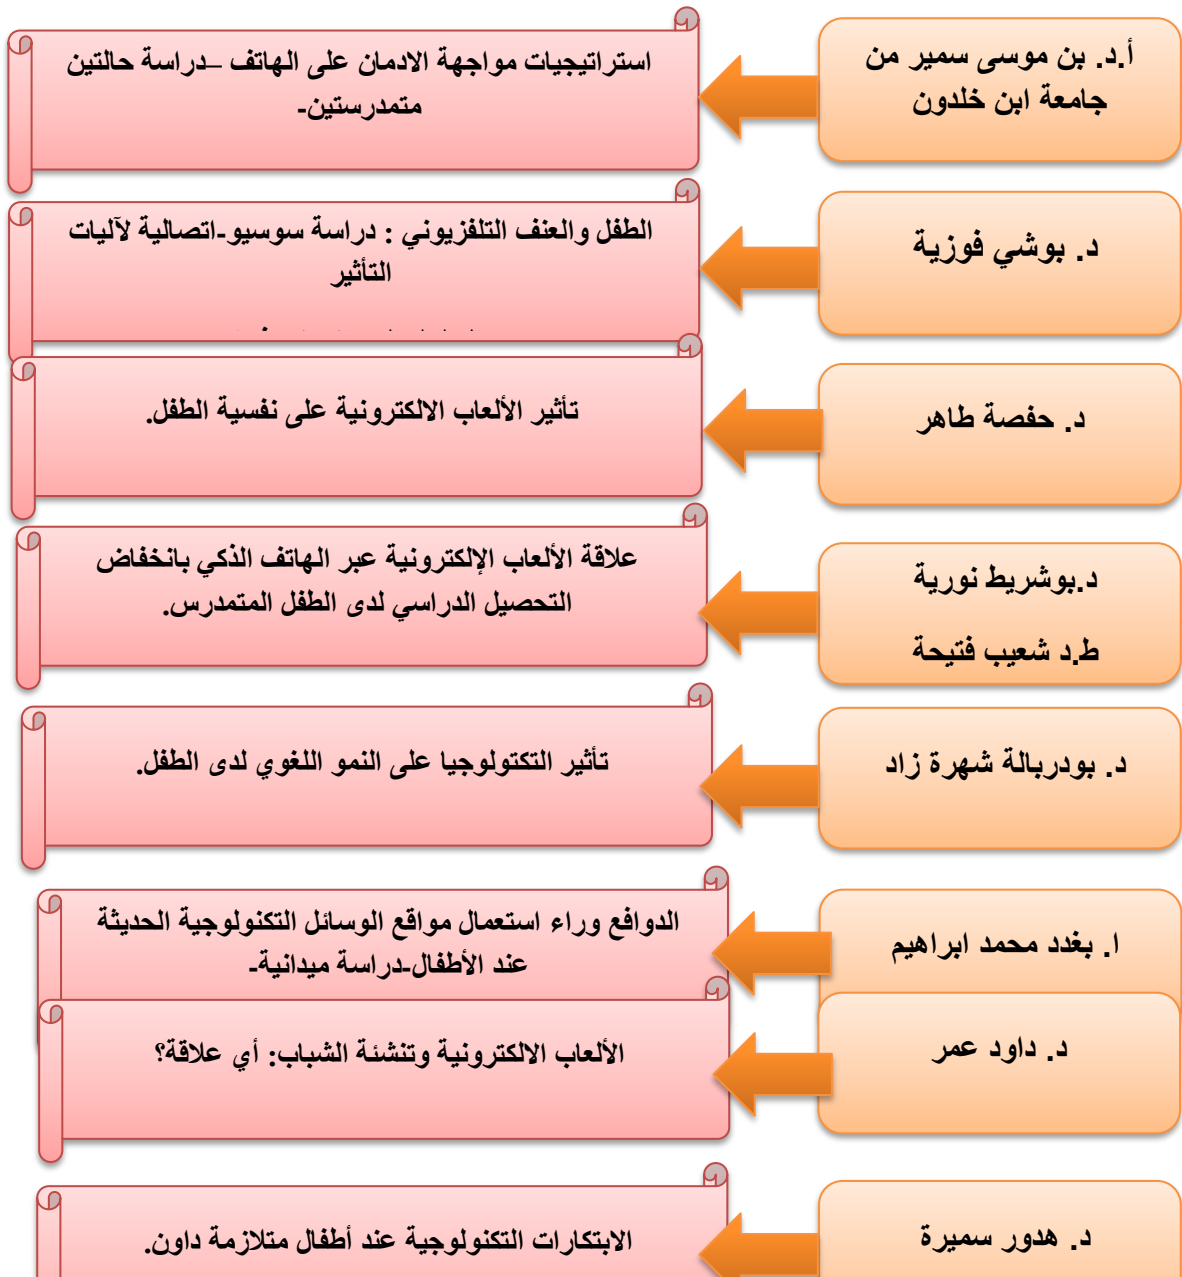 أ.د. بن موسى سمير من
جامعة ابن خلدون
استراتيجيات مواجهة الادمان على الهاتف –دراسة حالتين
متمدرستين-
د. بوشي فوزية
الطفل والعنف التلفزيوني : دراسة سوسيو-اتصالية لآليات
التأثير
د. حفصة طاهر
تأثير الألعاب الالكترونية على نفسية الطفل.
د.بوشريط نورية
ط.د شعيب فتيحة
علاقة الألعاب الإلكترونية عبر الهاتف الذكي بانخفاض
التحصيل الدراسي لدى الطفل المتمدرس.
د. بودربالة شهرة زاد
تأثير التكتولوجيا على النمو اللغوي لدى الطفل.
ا. بغدد محمد ابراهيم
الدوافع وراء استعمال مواقع الوسائل التكنولوجية الحديثة
عند الأطفال-دراسة ميدانية-
د. داود عمر
الألعاب الالكترونية وتنشئة الشباب: أي علاقة؟
د. هدور سميرة
الابتكارات التكنولوجية عند أطفال متلازمة داون.